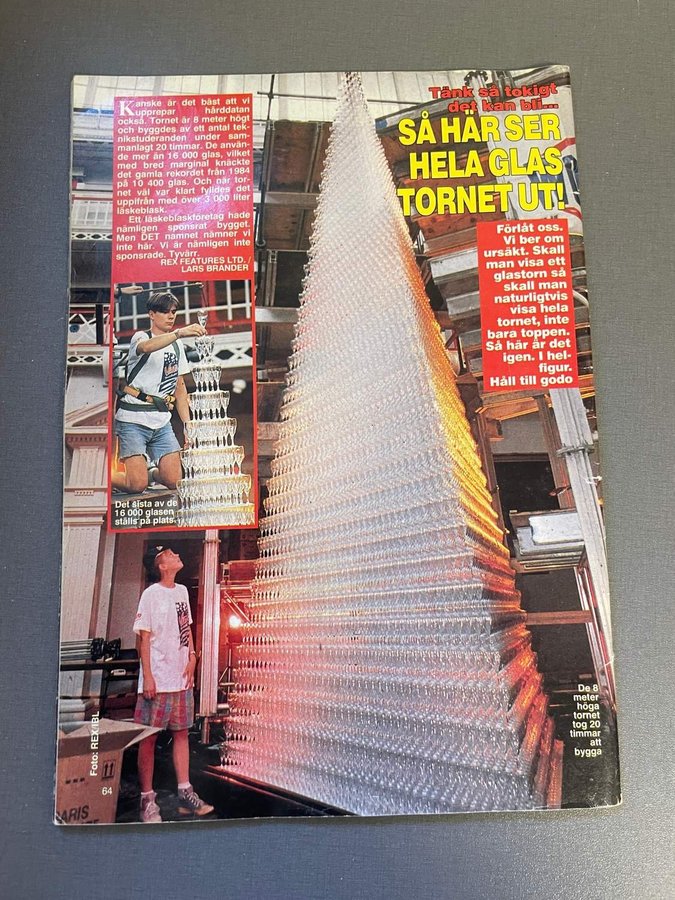 Tänk så tokigt
det kan bli...
SÅ HÄR SER
HELA GLAS
TORNET UT!
Kanske är det bäst att vi
upprepar hårddatan
också. Tornet är 8 meter högt
och byggdes av ett antal tek-
nikstuderanden under sam-
manlagt 20 timmar. De använ-
de mer än 16 000 glas, vilket
med bred marginal knäckte
det gamla rekordet från 1984
på 10 400 glas. Och när tor-
net väl var klart fylldes det
uppifrån med över 3 000 liter
läskeblask.
Ett läskeblaskföretag hade
nämligen sponsrat bygget.
Men DET namnet nämner vi
inte här. Vi är nämligen inte
sponsrade. Tyvärr.
REX FEATURES LTD. /
LARS BRANDER
Förlåt oss.
Vi ber om
ursäkt. Skall
man visa ett
glastorn så
skall man
naturligtvis
visa hela
tornet, inte
bara toppen.
Så här är det
igen. I hel-
figur.
Håll till godo
Det sista av de
16 000 glasen
ställs på plats.
De 8
meter
höga
tornet
tog 20
timmar
att
bygga
Foto: REX/IBL
64
ARIS